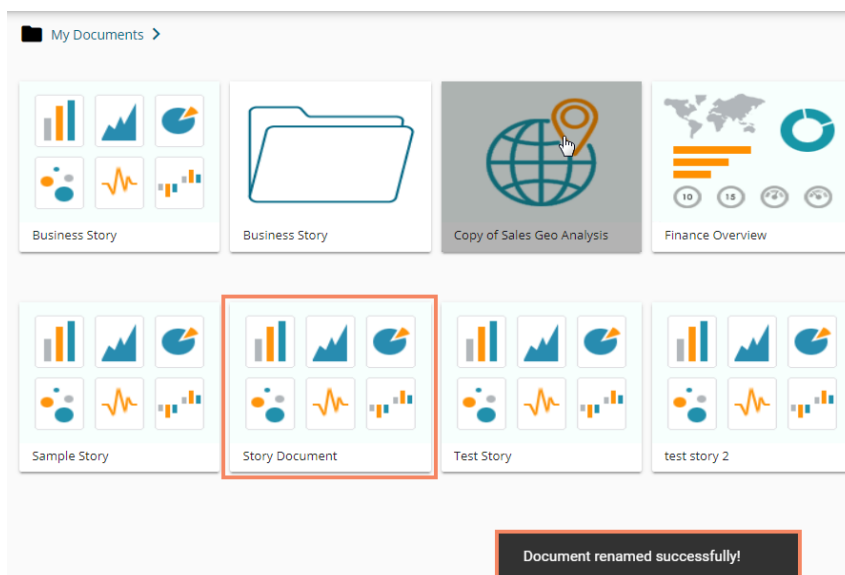 My Documents >
10
15
Business Story
Business Story
Copy of Sales Geo Analysis
Finance Overview
Sample Story
Story Document
Test Story
test story 2
Document renamed successfully!